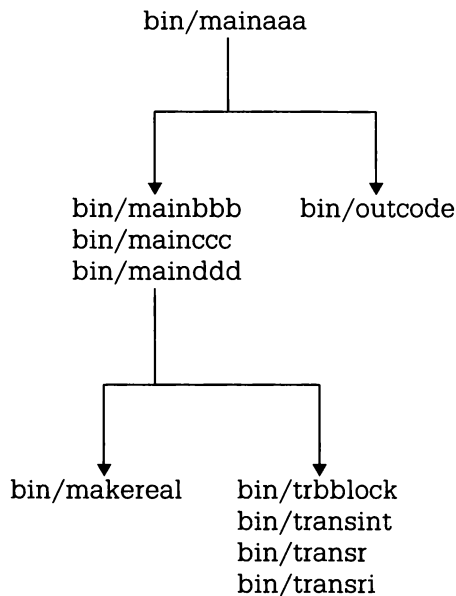 bin/mainaaa
bin/mainbbb
bin/mainccc
bin/mainddd
bin/outcode
bin/makereal
bin/trbblock
bin/transint
bin/transr
bin/transri